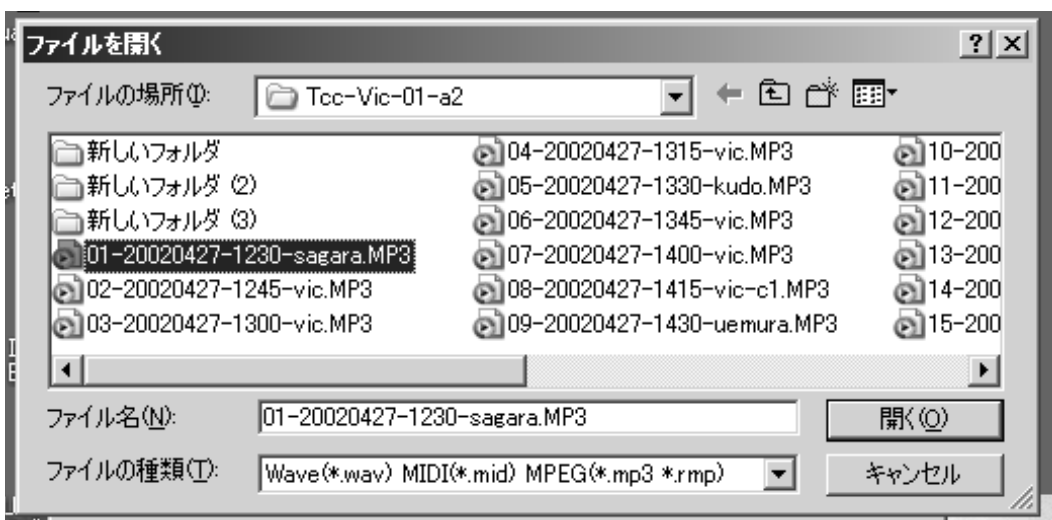 ファイルを開く
ファイルの場所(I):
Tcc-Vic-01-a2
新しいフォルダ
新しいフォルダ (2)
新しいフォルダ (3)
01-20020427-1230-sagara.MP3
02-20020427-1245-vic.MP3
03-20020427-1300-vic.MP3
04-20020427-1315-vic.MP3
05-20020427-1330-kudo.MP3
06-20020427-1345-vic.MP3
07-20020427-1400-vic.MP3
08-20020427-1415-vic-c1.MP3
09-20020427-1430-uemura.MP3
10-200
11-200
12-200
13-200
14-200
15-200
ファイル名(N):
01-20020427-1230-sagara.MP3
開く(O)
ファイルの種類(T):
Wave(*.wav) MIDI(*.mid) MPEG(*.mp3 *.rmp)
キャンセル